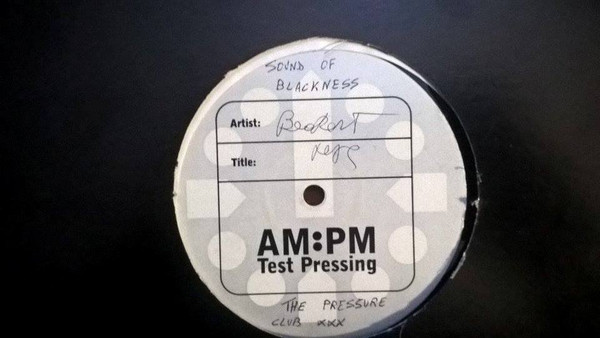 SOUND OF
BLACKNESS
Artist:
Title:
AM:PM
Test Pressing
THE PRESSURE
CLUB xxx